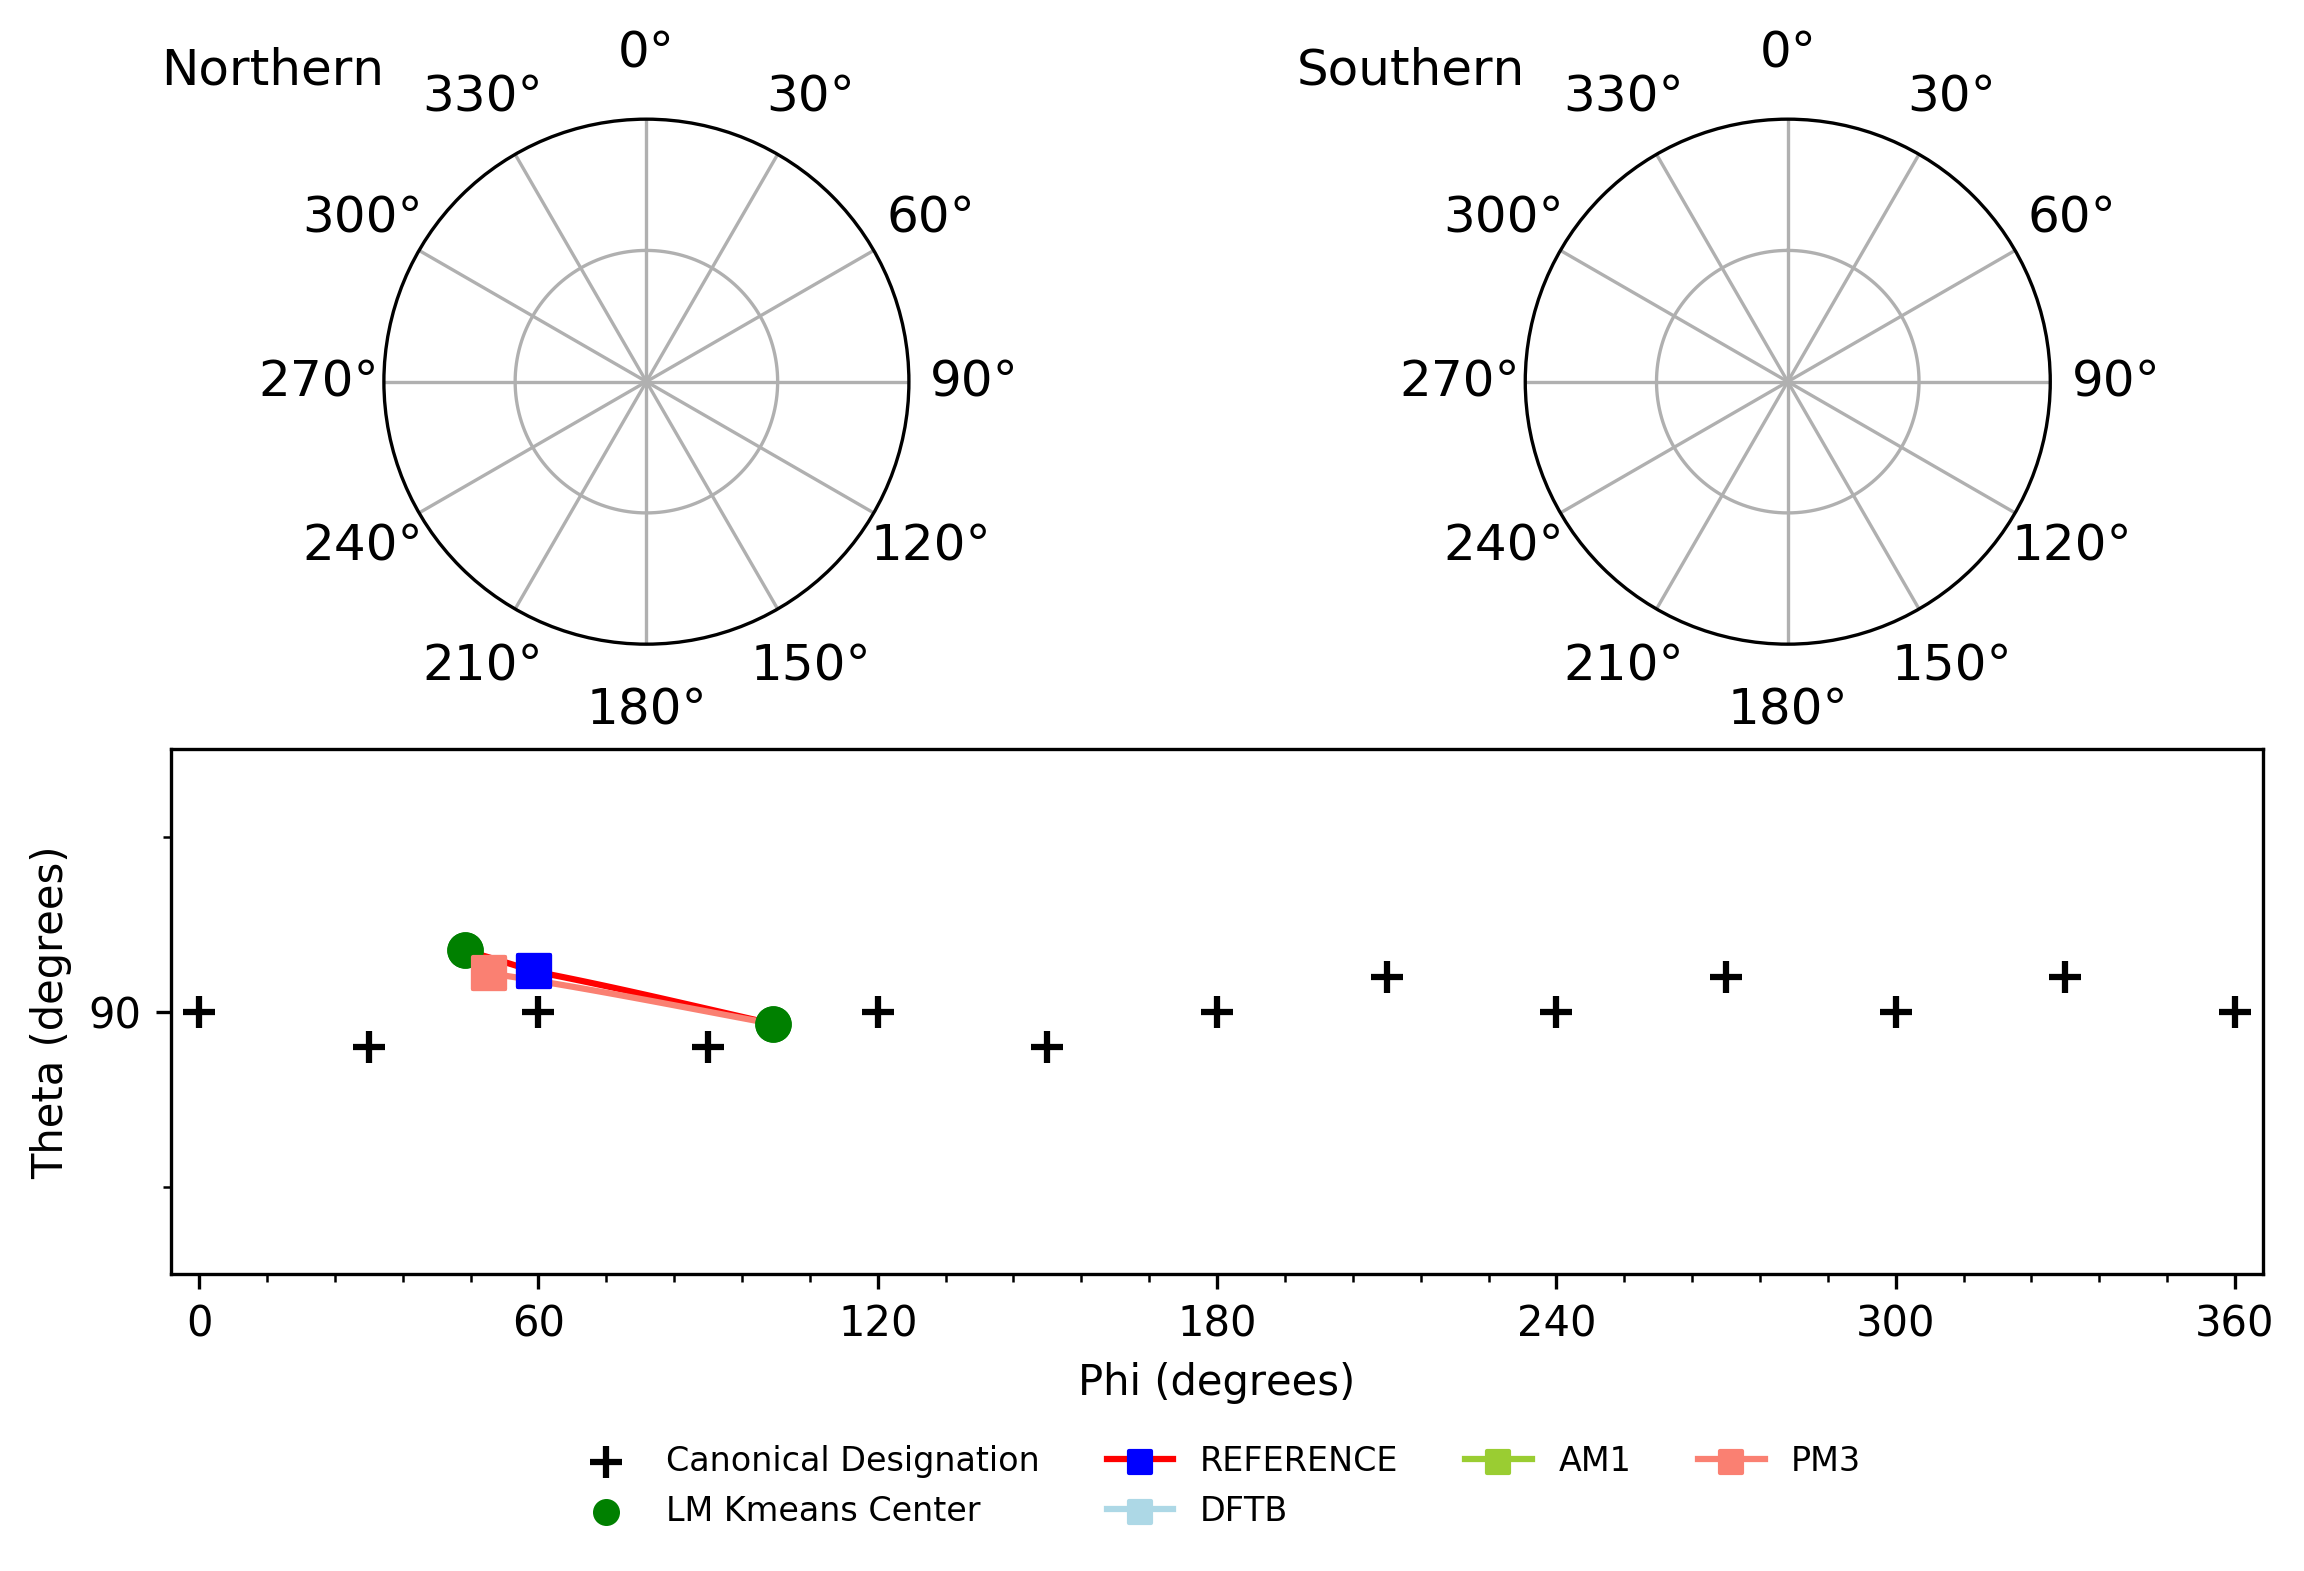 Northern
0°
30°
60°
90°
120°
150°
180°
210°
240°
270°
300°
330°
Southern
0°
30°
60°
90°
120°
150°
180°
210°
240°
270°
300°
330°
Theta (degrees)
90
0 60 120 180 240 300 360
Phi (degrees)
Canonical Designation
LM Kmeans Center
REFERENCE
DFTB
AM1
PM3